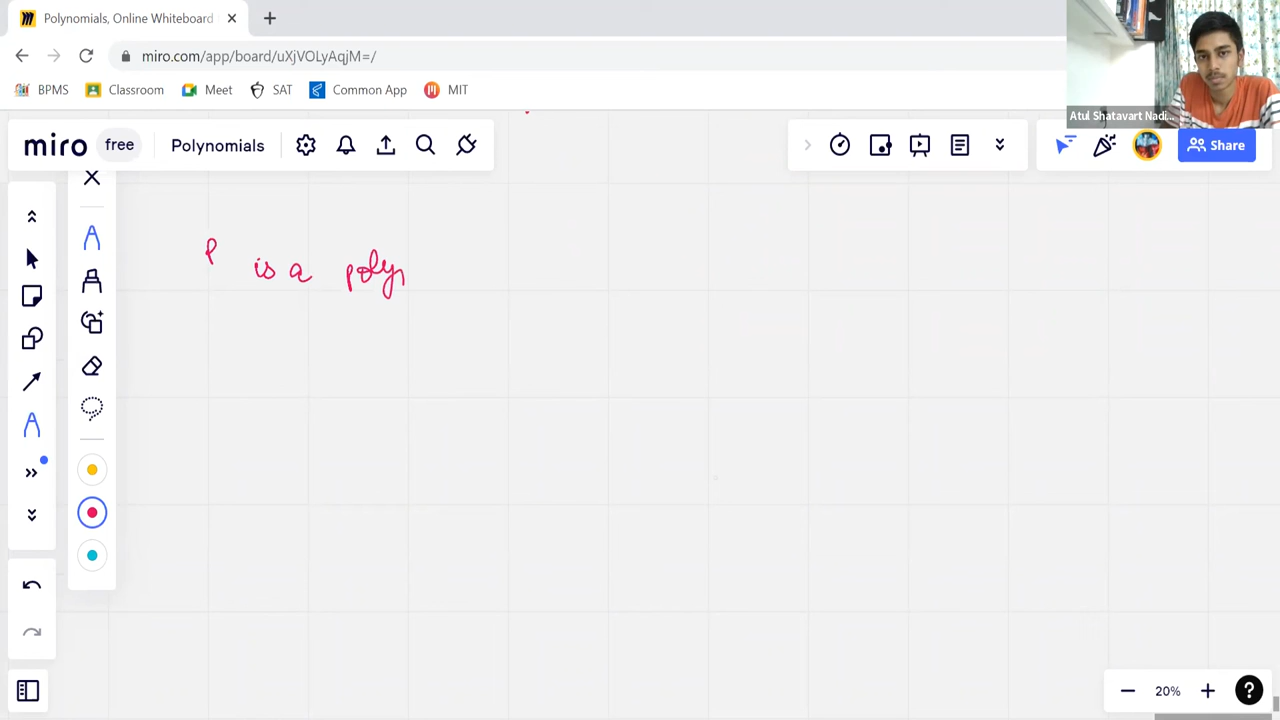 Polynomials, Online Whiteboard
miro.com/app/board/uXjVOLyAqjM=/
BPMS Classroom Meet SAT Common App MIT
Atul Shatavart Nadi...
miro free Polynomials Share
P is a polyn
20%